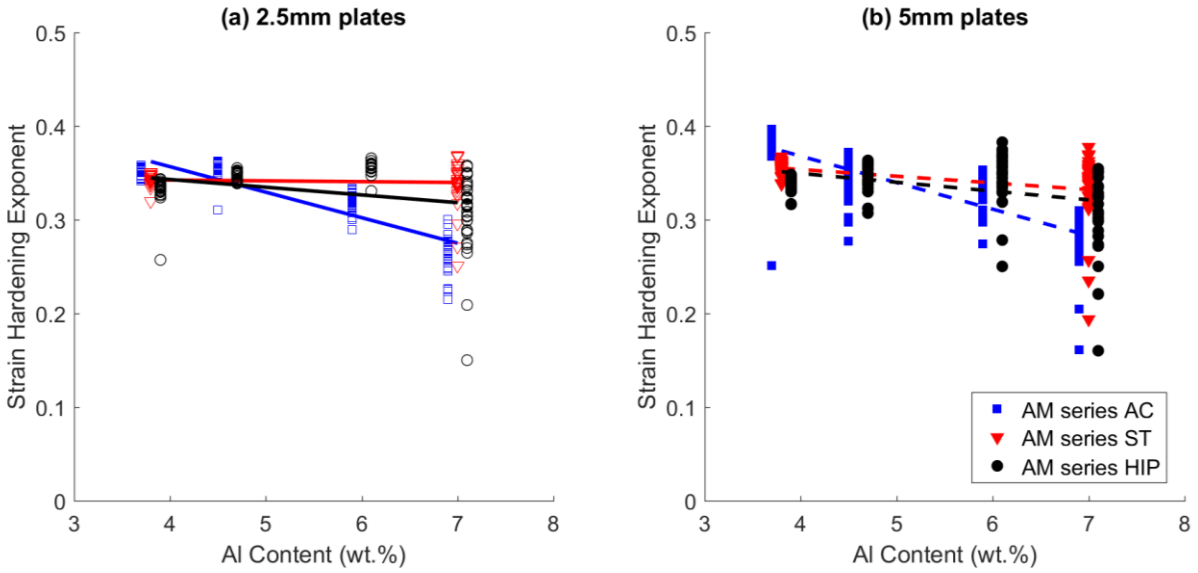 (a) 2.5mm plates
0.5
0.4
0.3
0.2
0.1
0
3 4 5 6 7 8
Strain Hardening Exponent
Al Content (wt.%)
(b) 5mm plates
0.5
0.4
0.3
0.2
0.1
0
3 4 5 6 7 8
Strain Hardening Exponent
Al Content (wt.%)
AM series AC
AM series ST
AM series HIP